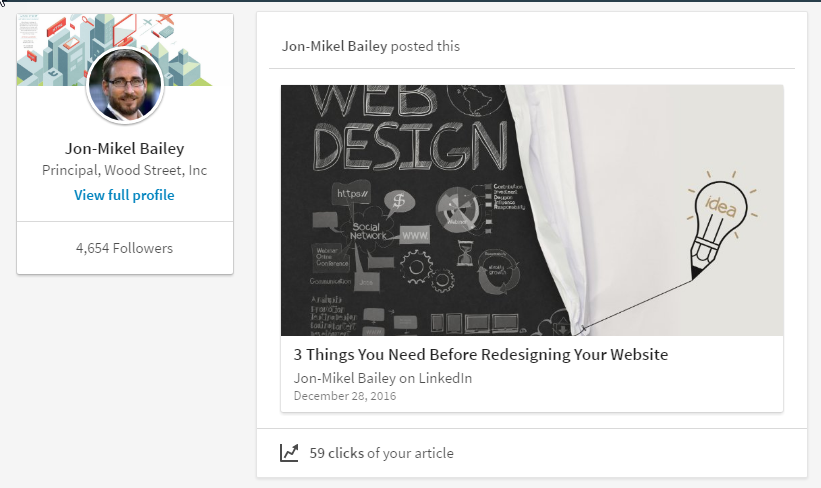 Jon-Mikel Bailey
Principal, Wood Street, Inc
View full profile
4,654 Followers
Jon-Mikel Bailey posted this
WEB
DESIGN
https://
$
Social
Network
WWW
Communication
idea
3 Things You Need Before Redesigning Your Website
Jon-Mikel Bailey on LinkedIn
December 28, 2016
59 clicks of your article